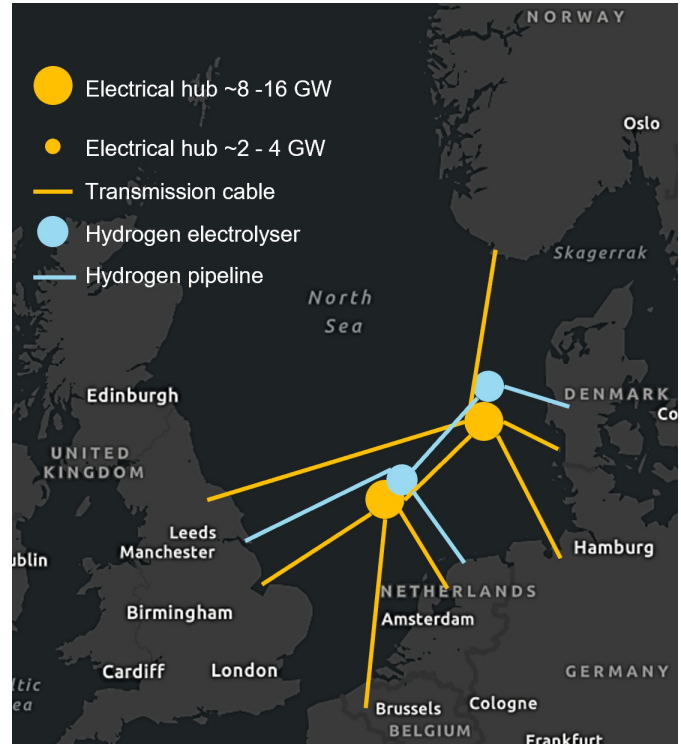 NORWAY
Electrical hub ~8 -16 GW
Oslo
Electrical hub ~2 - 4 GW
Transmission cable
Hydrogen electrolyser
Skagerrak
Hydrogen pipeline
North
Sea
Edinburgh
DENMARK
Co
UNITED
KINGDOM
Leeds
Manchester
Hamburg
ublin
NETHERLANDS
Birmingham
Amsterdam
Cardiff
London
GERMANY
ltic
ea
Brussels
Cologne
BELGIUM
Frankfurt